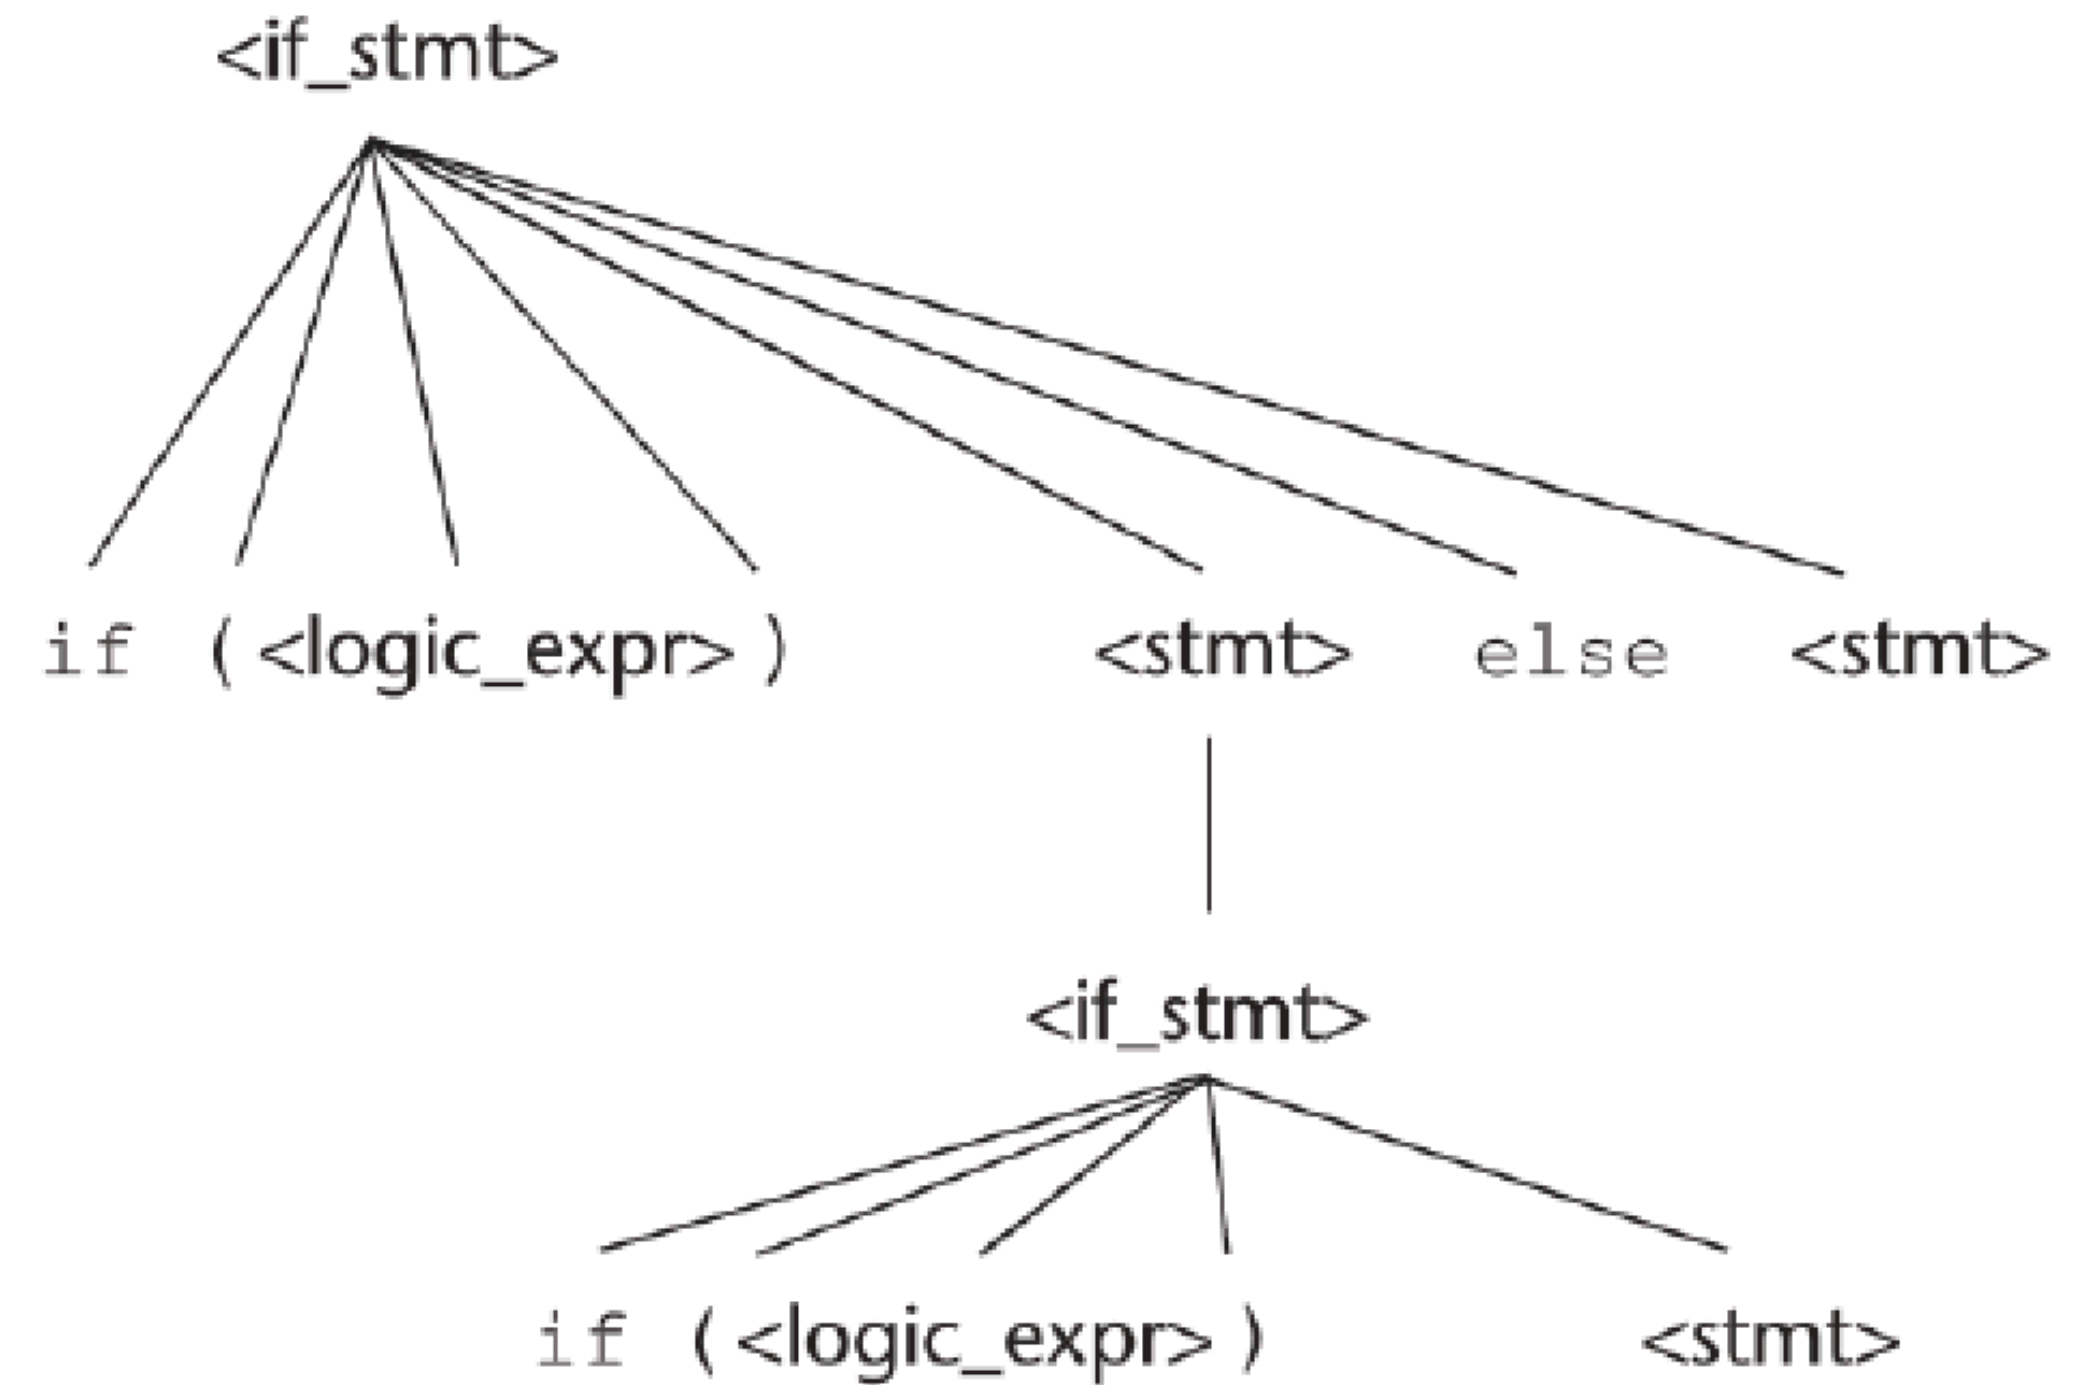 <if_stmt>
if (<logic_expr>) <stmt> else <stmt>
<if_stmt>
if (<logic_expr>) <stmt>